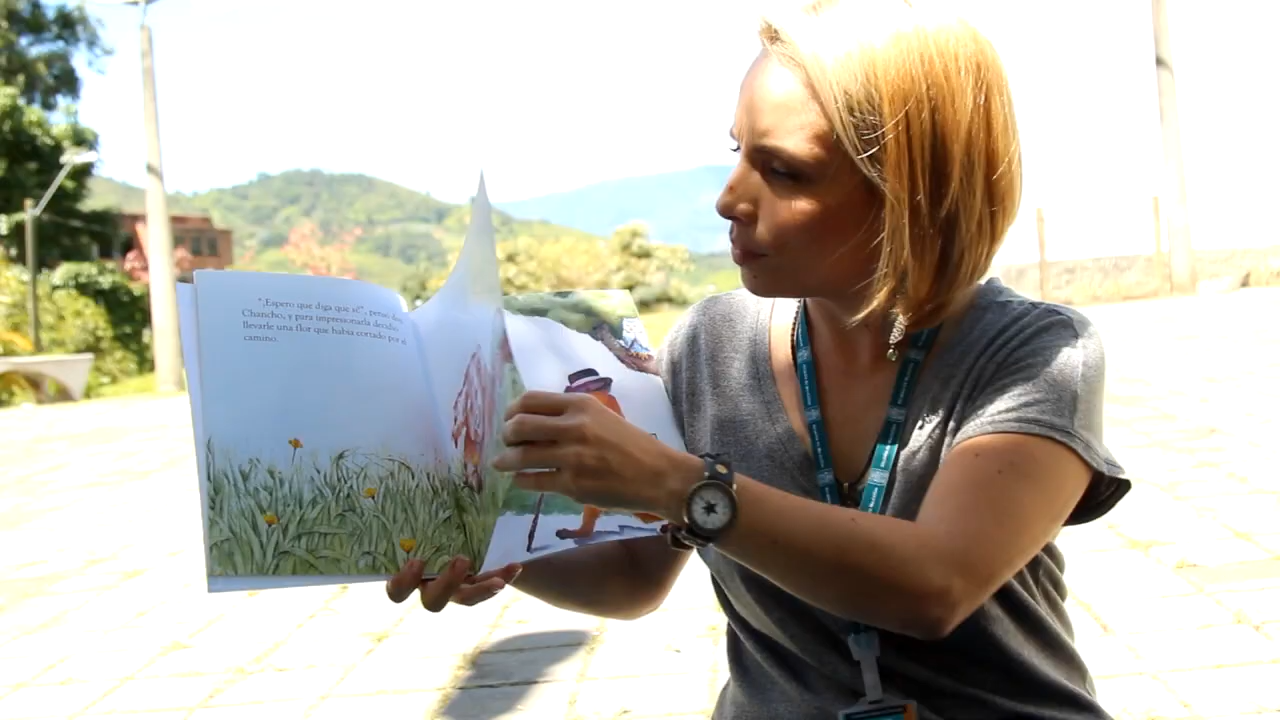 "¡Espero que diga que sí!", pensó don
Chancho, y para impresionarla decidió
llevarle una flor que había cortado por el
camino.